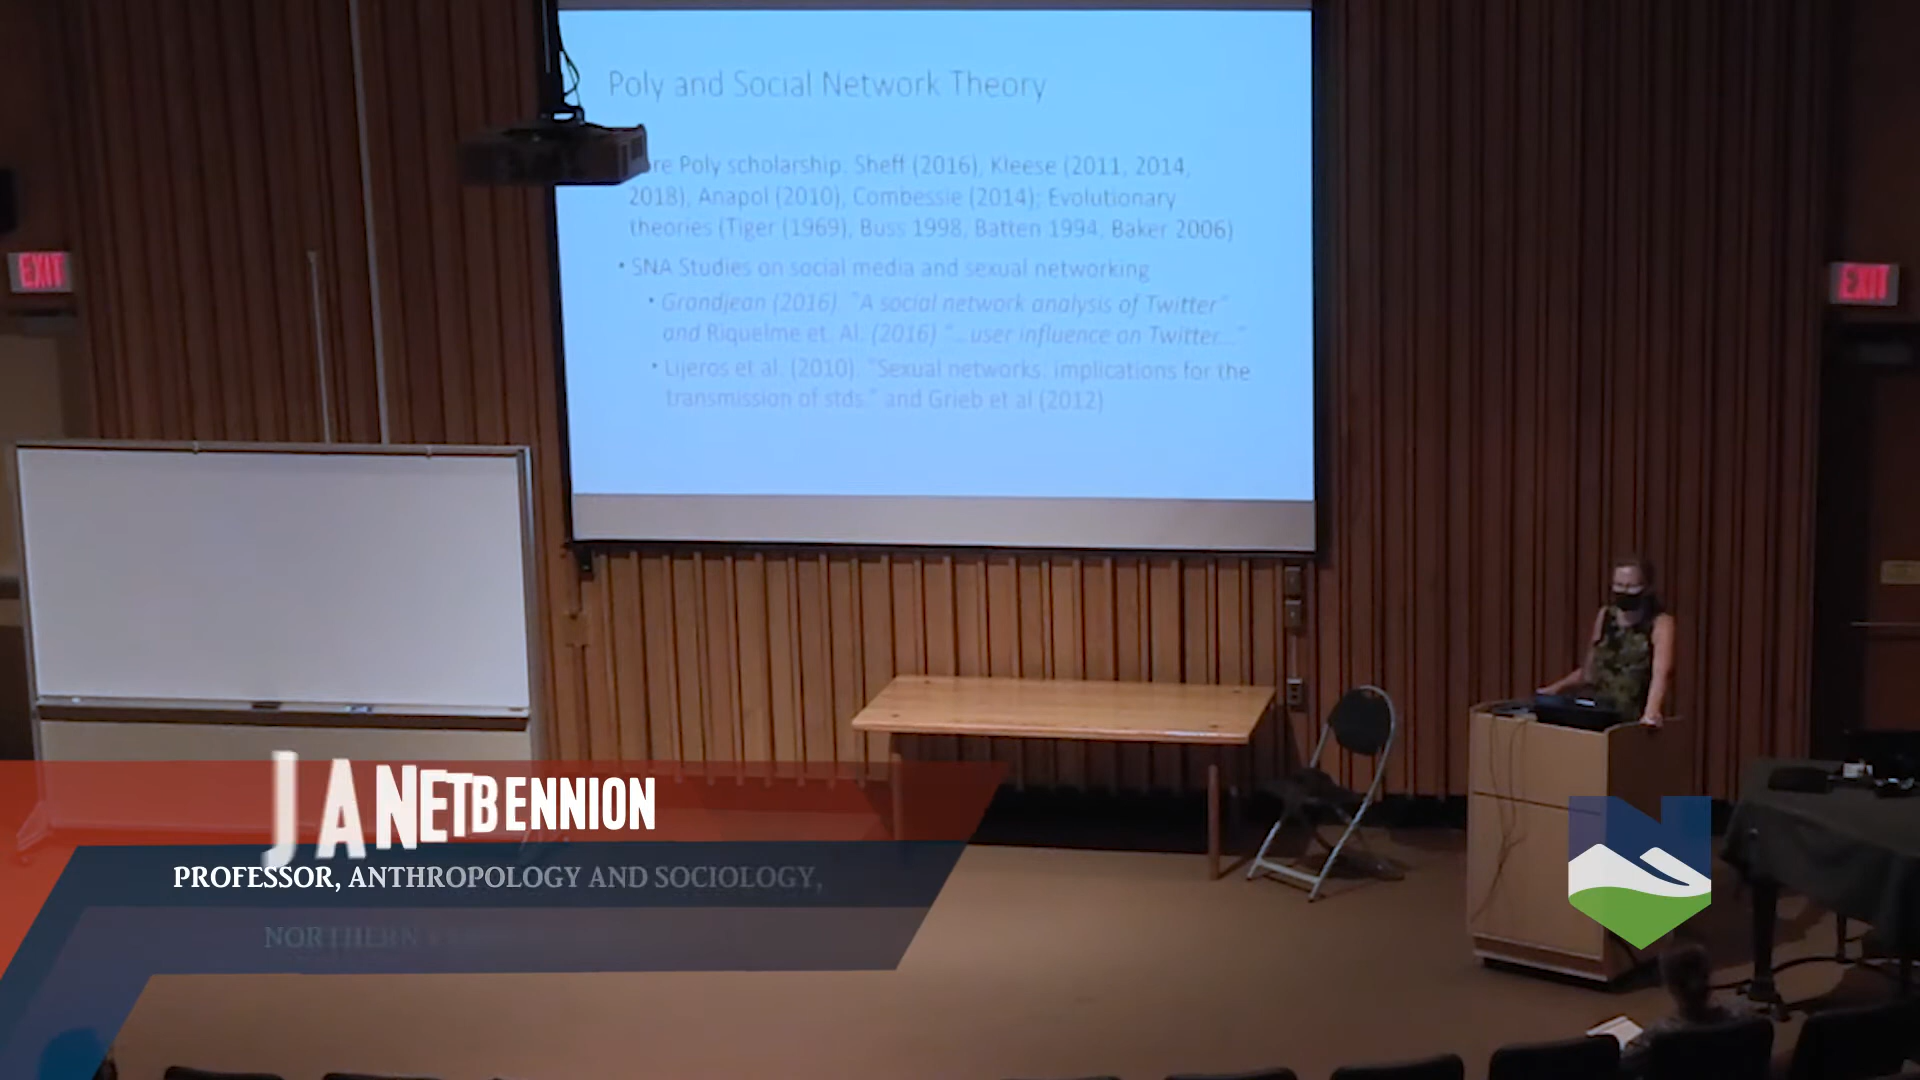 Poly and Social Network Theory
Poly scholarship: Sheff (2016), Kleese (2011, 2014,
2018), Anapol (2010), Combessie (2014); Evolutionary
theories (Tiger (1969), Buss 1998, Batten 1994, Baker 2006)
• SNA Studies on social media and sexual networking
• Grandjean (2016). "A social network analysis of Twitter"
and Riquelme et. Al. (2016) "...user influence on Twitter..."
• Lijeros et al. (2010). "Sexual networks: implications for the
transmission of stds." and Grieb et al (2012)
EXIT
EXIT
JANET BENNION
PROFESSOR, ANTHROPOLOGY AND SOCIOLOGY,
NORTHERN